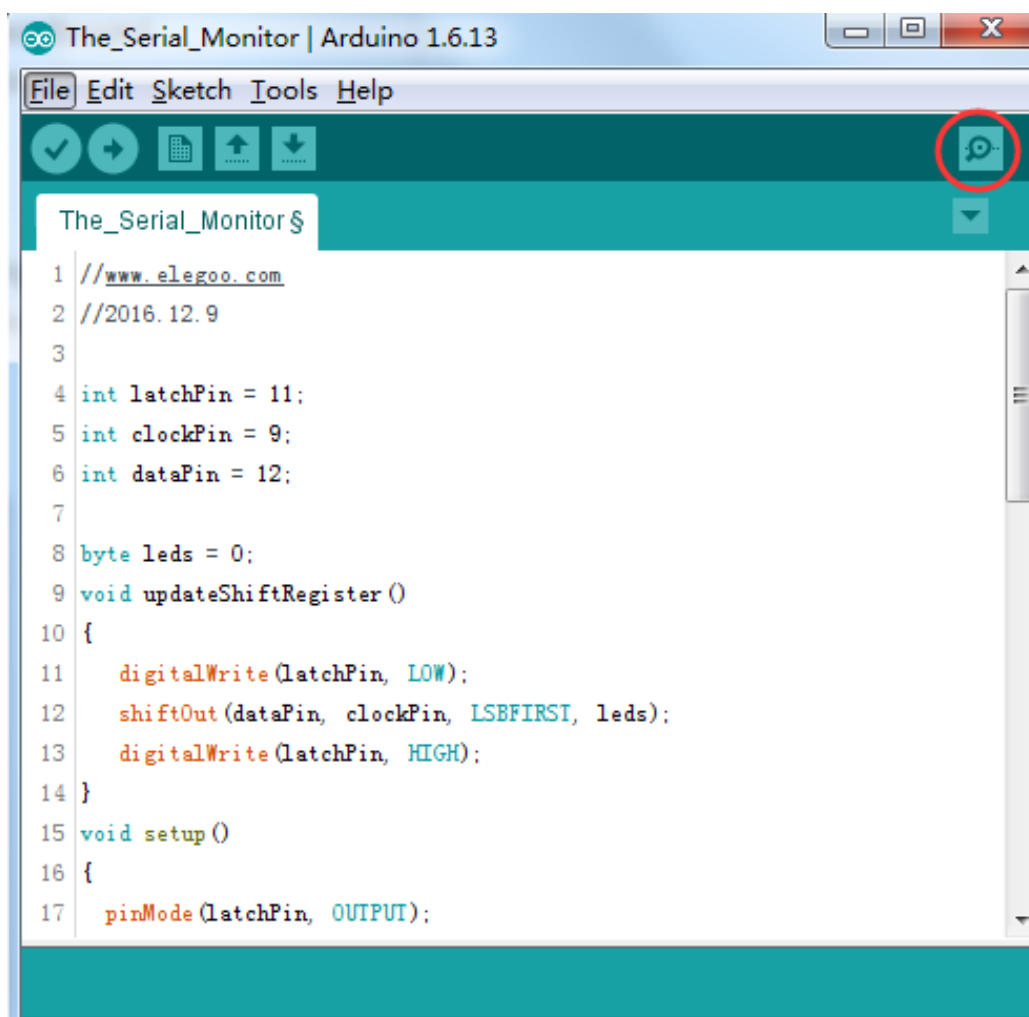 The_Serial_Monitor | Arduino 1.6.13
File Edit Sketch Tools Help
The_Serial_Monitor §
1 //www.elegoo.com
2 //2016.12.9
3
4 int latchPin = 11;
5 int clockPin = 9;
6 int dataPin = 12;
7
8 byte leds = 0;
9 void updateShiftRegister()
10 {
11 digitalWrite(latchPin, LOW);
12 shiftOut(dataPin, clockPin, LSBFIRST, leds);
13 digitalWrite(latchPin, HIGH);
14 }
15 void setup()
16 {
17 pinMode(latchPin, OUTPUT);